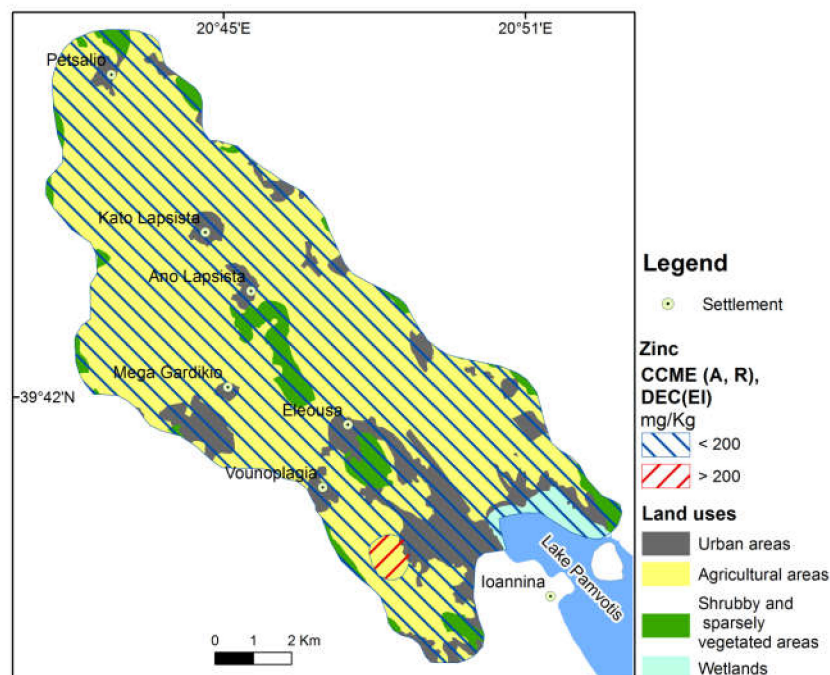 20°45'E
20°51'E
Petsalio
Kato Lapsista
Ano Lapsista
Mega Gardikio
39°42'N
Eleousa
Vounoplagia
Ioannina
Lake Pamvotis
0 1 2 Km
Legend
Settlement
Zinc
CCME (A, R),
DEC(EI)
mg/Kg
< 200
> 200
Land uses
Urban areas
Agricultural areas
Shrubby and
sparsely
vegetated areas
Wetlands